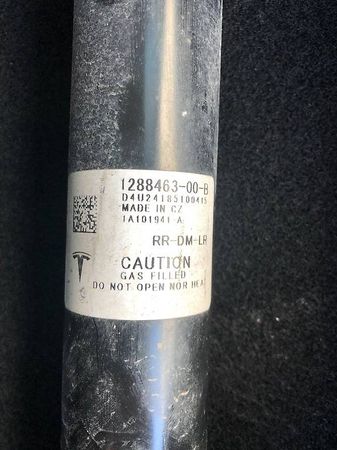 1288463-00-B
D4U24185100415
MADE IN CZ
1A101941-A
RR-DM-LR
CAUTION
GAS FILLED
DO NOT OPEN NOR HEAT